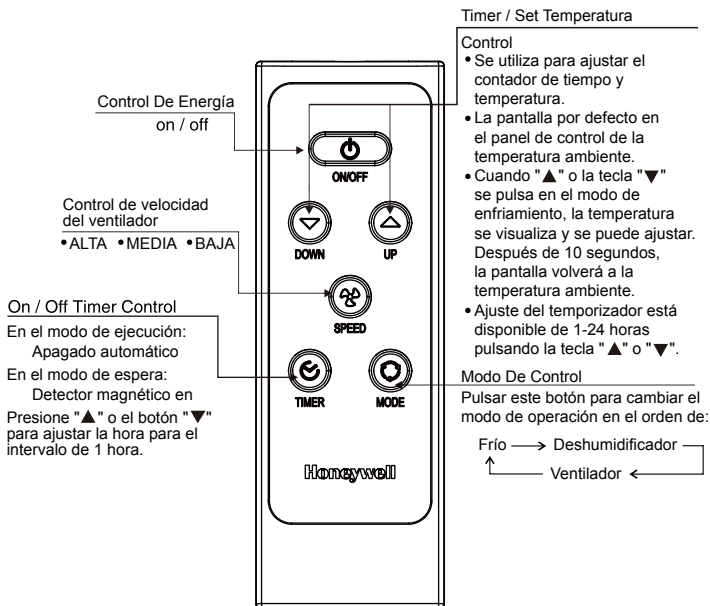 Timer / Set Temperatura
Control
• Se utiliza para ajustar el
contador de tiempo y
temperatura.
• La pantalla por defecto en
el panel de control de la
temperatura ambiente.
• Cuando "▲" o la tecla "▼"
se pulsa en el modo de
enfriamiento, la temperatura
se visualiza y se puede ajustar.
Después de 10 segundos,
la pantalla volverá a la
temperatura ambiente.
• Ajuste del temporizador está
disponible de 1-24 horas
pulsando la tecla "▲" o "▼".
Control De Energía
on / off
Control de velocidad
del ventilador
•ALTA •MEDIA •BAJA
On / Off Timer Control
En el modo de ejecución:
Apagado automático
En el modo de espera:
Detector magnético en
Presione "▲" o el botón "▼"
para ajustar la hora para el
intervalo de 1 hora.
ON/OFF
DOWN UP
SPEED
TIMER MODE
Honeywell
Modo De Control
Pulsar este botón para cambiar el
modo de operación en el orden de:
Frío → Deshumidificador
Ventilador ←